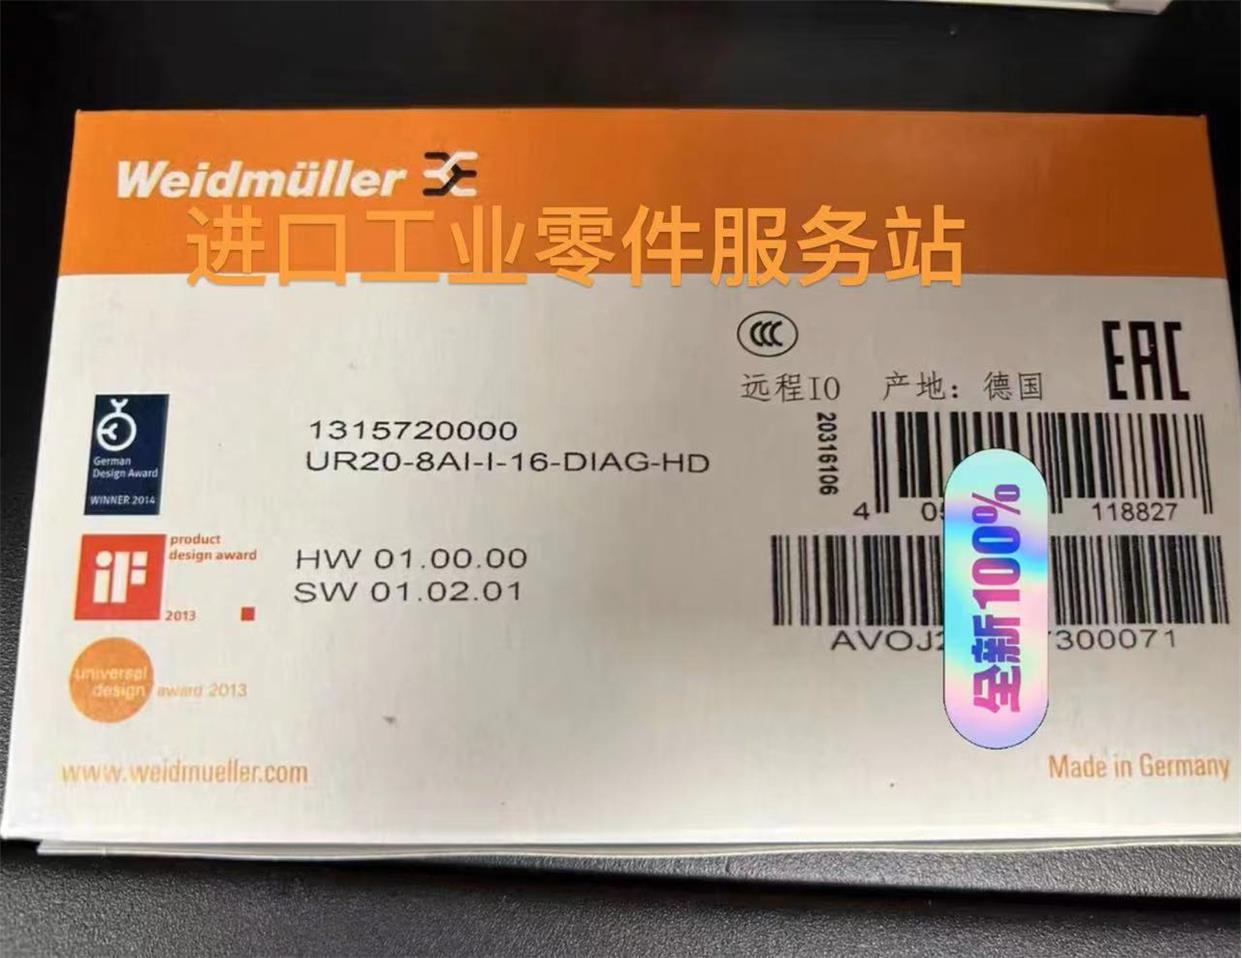 Weidmüller
进口工业零件服务站
远程IO 产地：德国
EAC
German
Design Award
WINNER 2014
1315720000
UR20-8AI-I-16-DIAG-HD
20316106
4
118827
iF
product
design award
2013
HW 01.00.00
SW 01.02.01
300071
全新100%
universal
design award 2013
www.weidmueller.com
Made in Germany